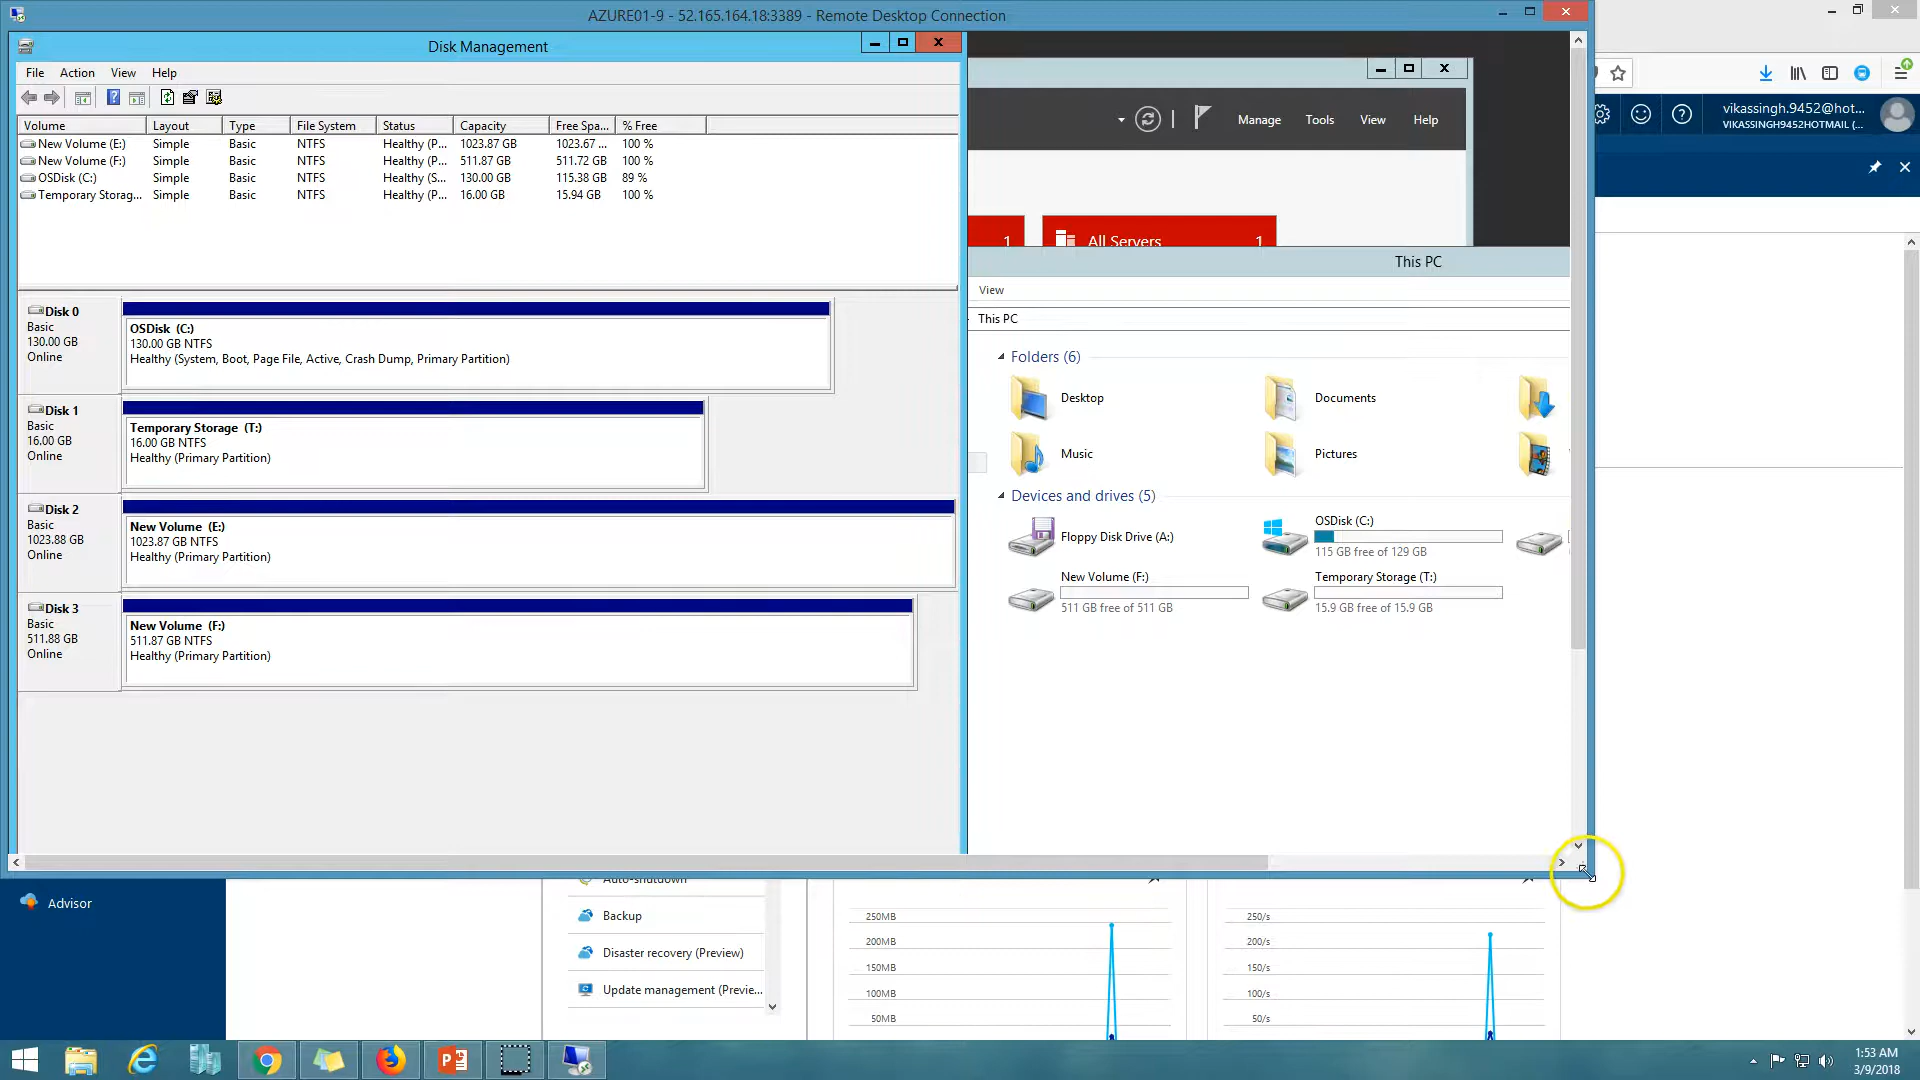 AZURE01-9 - 52.165.164.18:3389 - Remote Desktop Connection
Disk Management
File Action View Help
Volume Layout Type File System Status Capacity Free Spa... % Free
New Volume (E:) Simple Basic NTFS Healthy (P... 1023.87 GB 1023.67 ... 100 %
New Volume (F:) Simple Basic NTFS Healthy (P... 511.87 GB 511.72 GB 100 %
OSDisk (C:) Simple Basic NTFS Healthy (S... 130.00 GB 115.38 GB 89 %
Temporary Storag... Simple Basic NTFS Healthy (P... 16.00 GB 15.94 GB 100 %
Disk 0
Basic
130.00 GB
Online
OSDisk (C:)
130.00 GB NTFS
Healthy (System, Boot, Page File, Active, Crash Dump, Primary Partition)
Disk 1
Basic
16.00 GB
Online
Temporary Storage (T:)
16.00 GB NTFS
Healthy (Primary Partition)
Disk 2
Basic
1023.88 GB
Online
New Volume (E:)
1023.87 GB NTFS
Healthy (Primary Partition)
Disk 3
Basic
511.88 GB
Online
New Volume (F:)
511.87 GB NTFS
Healthy (Primary Partition)
Manage Tools View Help
1 All Servers 1
This PC
View
This PC
Folders (6)
Desktop Documents
Music Pictures
Devices and drives (5)
Floppy Disk Drive (A:)
OSDisk (C:)
115 GB free of 129 GB
New Volume (F:)
511 GB free of 511 GB
Temporary Storage (T:)
15.9 GB free of 15.9 GB
vikassingh.9452@hot...
VIKASSINGH9452HOTMAIL (...
Advisor
Auto-shutdown
Backup
Disaster recovery (Preview)
Update management (Previe...
250MB
200MB
150MB
100MB
50MB
250/s
200/s
150/s
100/s
50/s
1:53 AM
3/9/2018